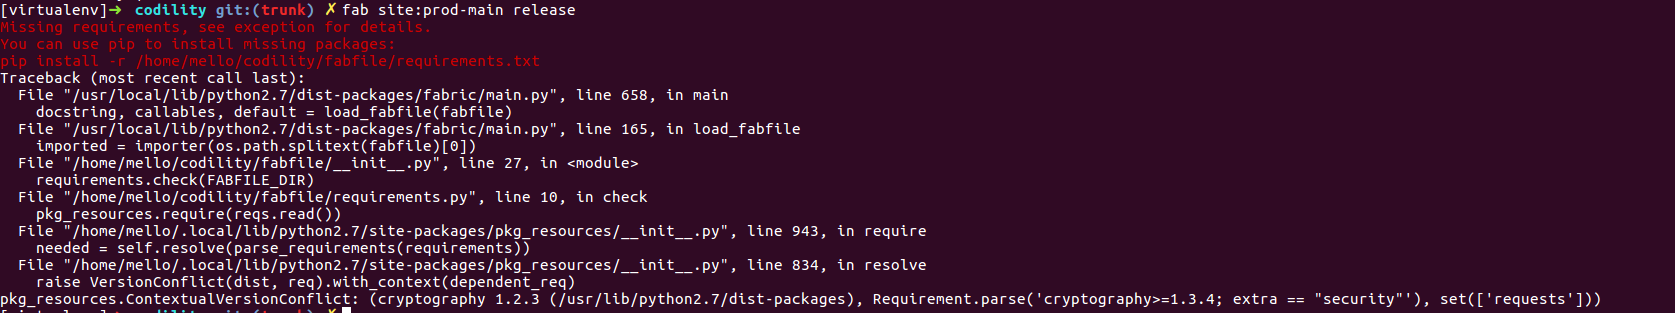 [virtualenv]➜  codility git:(trunk) ✗ fab site:prod-main release
Missing requirements, see exception for details.
You can use pip to install missing packages:
pip install -r /home/mello/codility/fabfile/requirements.txt
Traceback (most recent call last):
  File "/usr/local/lib/python2.7/dist-packages/fabric/main.py", line 658, in main
    docstring, callables, default = load_fabfile(fabfile)
  File "/usr/local/lib/python2.7/dist-packages/fabric/main.py", line 165, in load_fabfile
    imported = importer(os.path.splitext(fabfile)[0])
  File "/home/mello/codility/fabfile/__init__.py", line 27, in <module>
    requirements.check(FABFILE_DIR)
  File "/home/mello/codility/fabfile/requirements.py", line 10, in check
    pkg_resources.require(reqs.read())
  File "/home/mello/.local/lib/python2.7/site-packages/pkg_resources/__init__.py", line 943, in require
    needed = self.resolve(parse_requirements(requirements))
  File "/home/mello/.local/lib/python2.7/site-packages/pkg_resources/__init__.py", line 834, in resolve
    raise VersionConflict(dist, req).with_context(dependent_req)
pkg_resources.ContextualVersionConflict: (cryptography 1.2.3 (/usr/lib/python2.7/dist-packages), Requirement.parse('cryptography>=1.3.4; extra == "security"'), set(['requests']))
[virtualenv]➜  codility git:(trunk) ✗